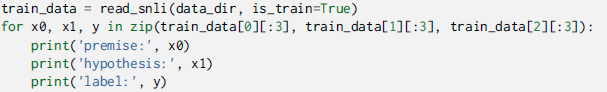 train_data = read_snli(data_dir, is_train=True)
for x0, x1, y in zip(train_data[0][:3], train_data[1][:3], train_data[2][:3]):
    print('premise:', x0)
    print('hypothesis:', x1)
    print('label:', y)